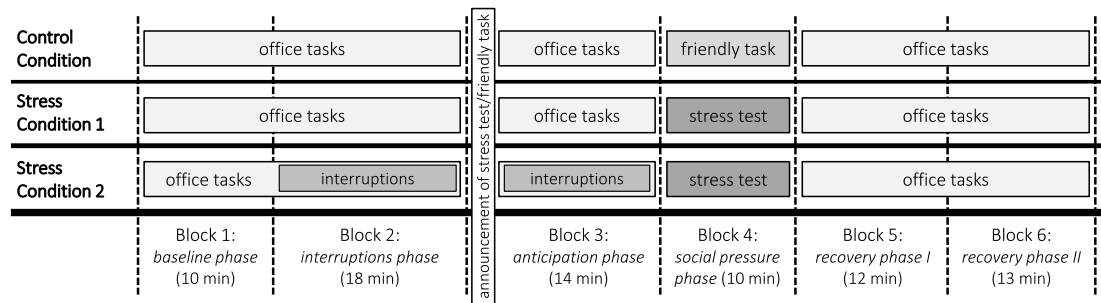 Control
Condition
office tasks
office tasks
friendly task
office tasks
Stress
Condition 1
office tasks
office tasks
stress test
office tasks
Stress
Condition 2
office tasks
interruptions
interruptions
stress test
office tasks
announcement of stress test/friendly task
Block 1:
baseline phase
(10 min)
Block 2:
interruptions phase
(18 min)
Block 3:
anticipation phase
(14 min)
Block 4:
social pressure
phase (10 min)
Block 5:
recovery phase I
(12 min)
Block 6:
recovery phase II
(13 min)